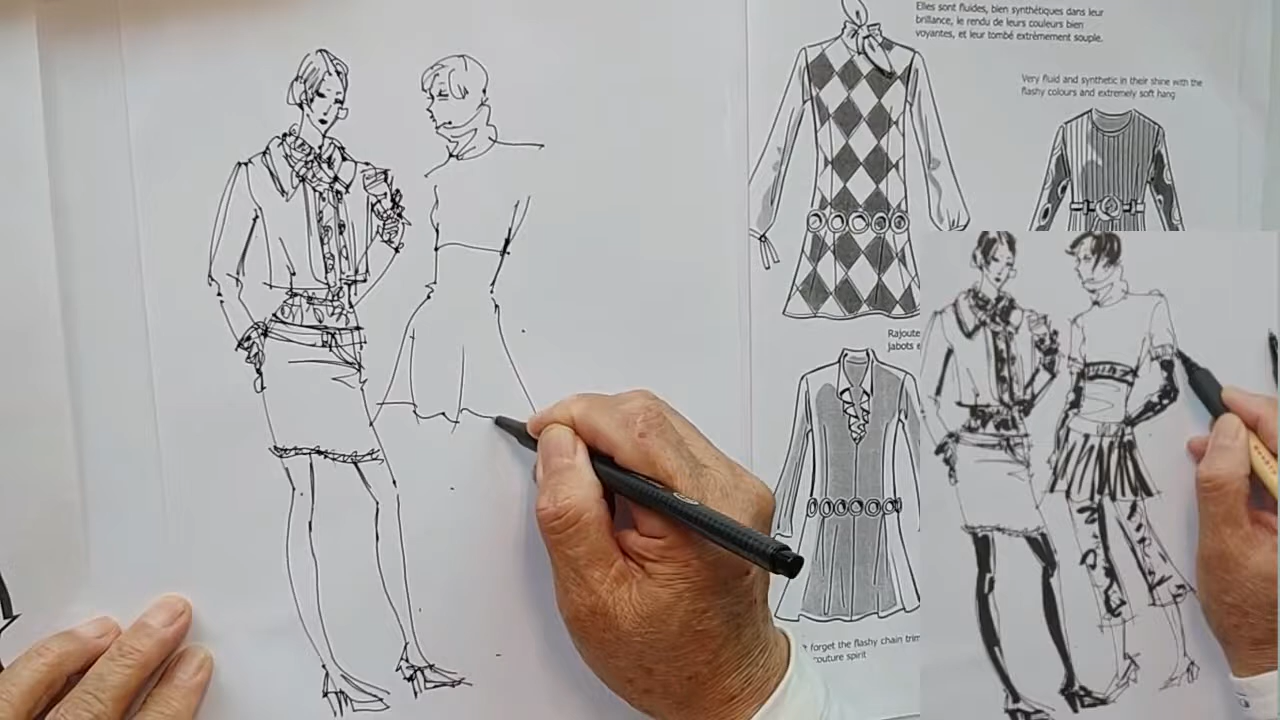 Elles sont fluides, bien synthétiques dans leur
brillance, le rendu de leurs couleurs bien
voyantes, et leur tombé extrèmement souple.
Very fluid and synthetic in their shine with the
flashy colours and extremely soft hang
Rajoute
jabots e
forget the flashy chain trim
couture spirit